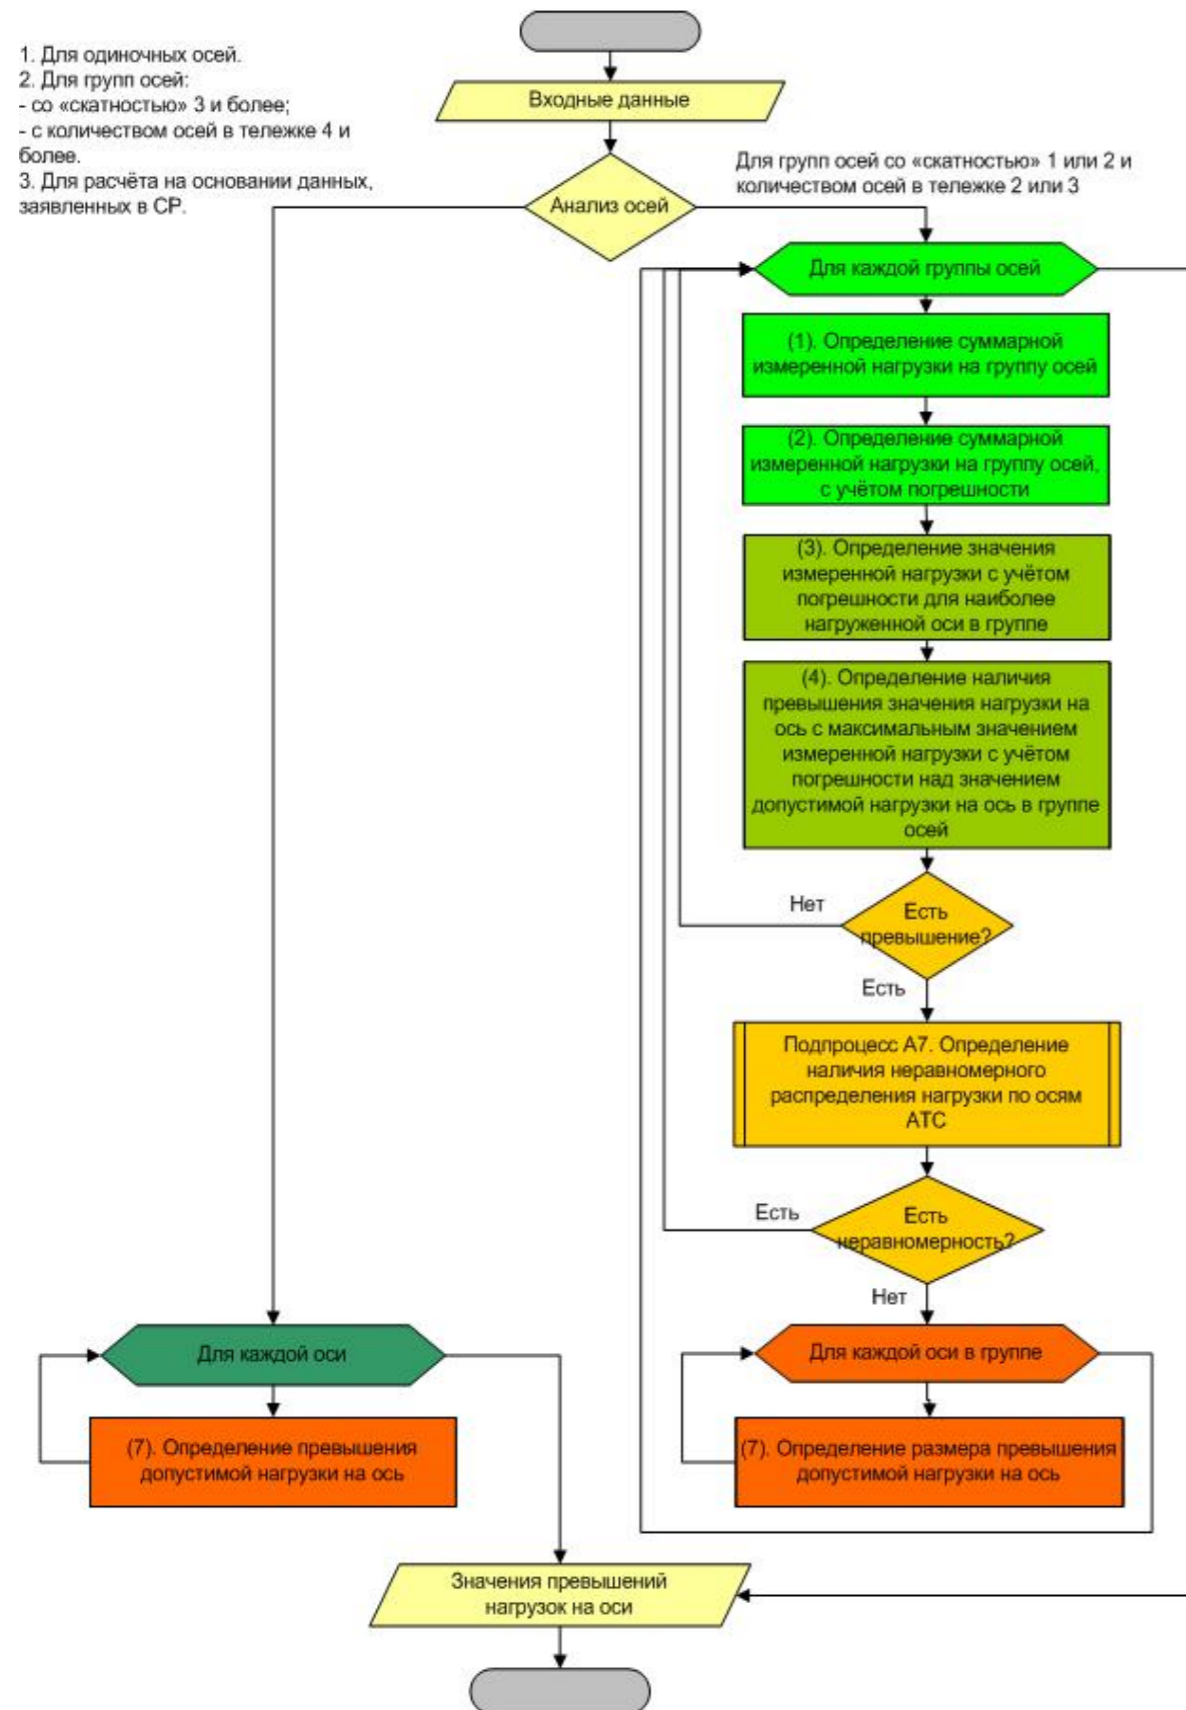 1. Для одиночных осей.
2. Для групп осей:
- со «скатностью» 3 и более;
- с количеством осей в тележке 4 и
более.
3. Для расчёта на основании данных,
заявленных в СР.
Входные данные
Анализ осей
Для групп осей со «скатностью» 1 или 2 и
количеством осей в тележке 2 или 3
Для каждой группы осей
(1). Определение суммарной
измеренной нагрузки на группу осей
(2). Определение суммарной
измеренной нагрузки на группу осей,
с учётом погрешности
(3). Определение значения
измеренной нагрузки с учётом
погрешности для наиболее
нагруженной оси в группе
(4). Определение наличия
превышения значения нагрузки на
ось с максимальным значением
измеренной нагрузки с учётом
погрешности над значением
допустимой нагрузки на ось в группе
осей
Нет
Есть
превышение?
Есть
Подпроцесс А7. Определение
наличия неравномерного
распределения нагрузки по осям
АТС
Есть
Есть
неравномерность?
Нет
Для каждой оси
Для каждой оси в группе
(7). Определение превышения
допустимой нагрузки на ось
(7). Определение размера превышения
допустимой нагрузки на ось
Значения превышений
нагрузок на оси